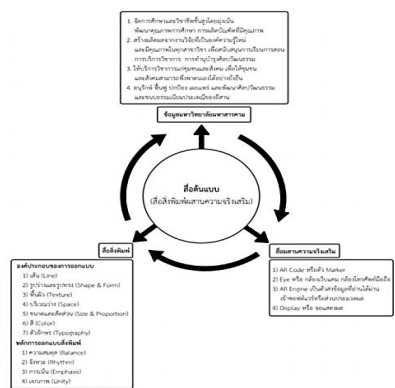 1. จัดการศึกษาและวิชาชีพชั้นสูงโดยมุ่งเน้น
พัฒนาคุณภาพการศึกษา การผลิตบัณฑิตที่มีคุณภาพ
2. สร้างผลิตผลจากงานวิจัยที่เป็นองค์ความรู้ใหม่
และมีคุณภาพในทุกสาขาวิชา เพื่อสนับสนุนการเรียนการสอน
การบริการวิชาการ การทำนุบำรุงศิลปวัฒนธรรม
3. ให้บริการวิชาการแก่ชุมชนและสังคม เพื่อให้ชุมชน
และสังคมสามารถพึ่งพาตนเองได้อย่างยั่งยืน
4. อนุรักษ์ ฟื้นฟู ปกป้อง เผยแพร่ และพัฒนาศิลปวัฒนธรรม
และขนบธรรมเนียมประเพณีของอีสาน
ข้อมูลมหาวิทยาลัยมหาสารคาม
สื่อต้นแบบ
(สื่อสิ่งพิมพ์ผสานความจริงเสริม)
สื่อสิ่งพิมพ์
องค์ประกอบของการออกแบบ
1) เส้น (Line)
2) รูปร่างและรูปทรง (Shape & Form)
3) พื้นผิว (Texture)
4) บริเวณว่าง (Space)
5) ขนาดและสัดส่วน (Size & Proportion)
6) สี (Color)
7) ตัวอักษร (Typography)
หลักการออกแบบสิ่งพิมพ์
1) ความสมดุล (Balance)
2) จังหวะ (Rhythm)
3) การเน้น (Emphasis)
4) เอกภาพ (Unity)
สื่อผสานความจริงเสริม
1) AR Code หรือตัว Marker
2) Eye หรือ กล้องเว็บแคม กล้องโทรศัพท์มือถือ
3) AR Engine เป็นตัวส่งข้อมูลที่อ่านได้ผ่าน
เข้าซอฟต์แวร์หรือส่วนประมวลผล
4) Display หรือ จอแสดงผล